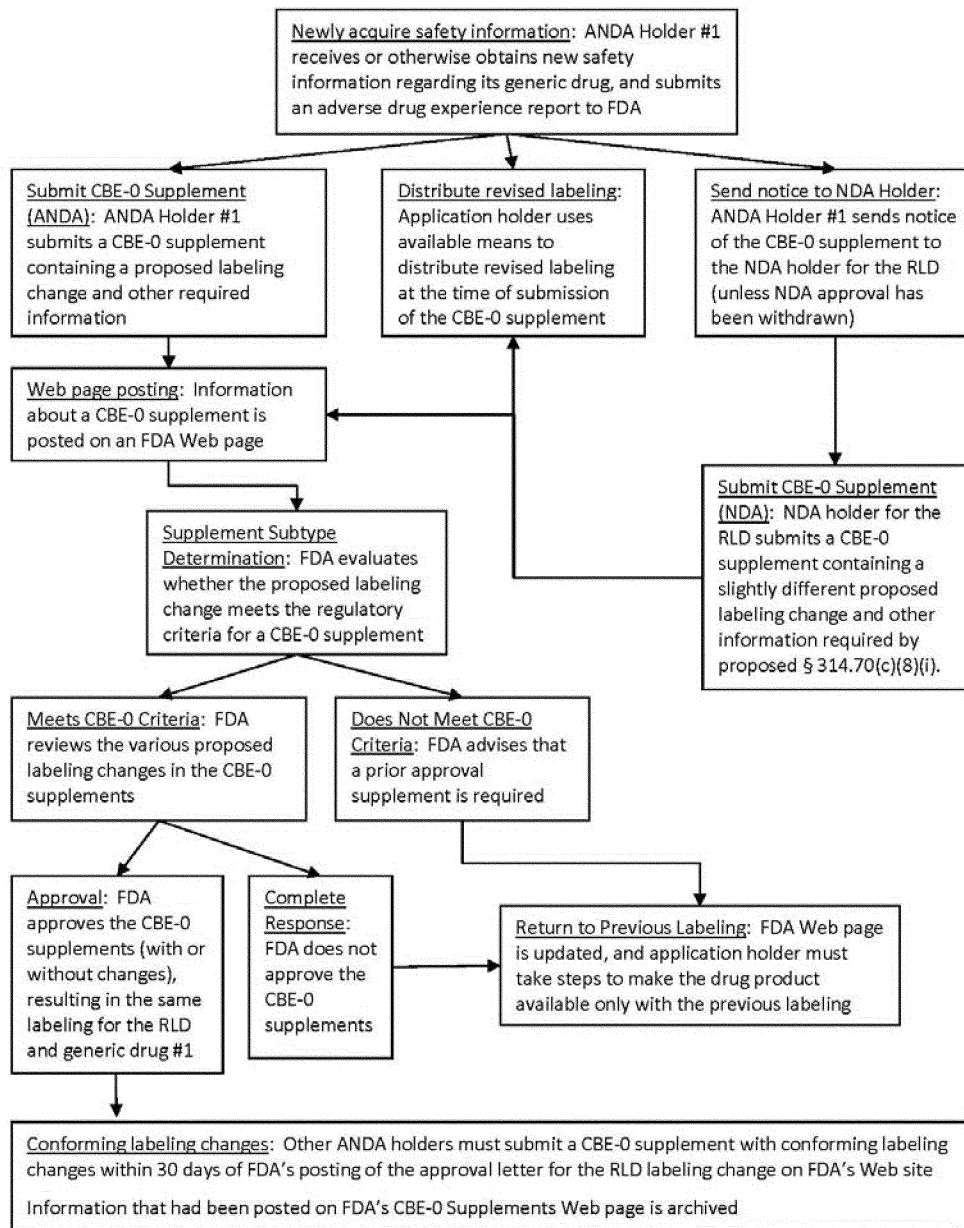 Newly acquire safety information: ANDA Holder #1
receives or otherwise obtains new safety
information regarding its generic drug, and submits
an adverse drug experience report to FDA
Submit CBE-0 Supplement
(ANDA): ANDA Holder #1
submits a CBE-0 supplement
containing a proposed labeling
change and other required
information
Distribute revised labeling:
Application holder uses
available means to
distribute revised labeling
at the time of submission
of the CBE-0 supplement
Send notice to NDA Holder:
ANDA Holder #1 sends notice
of the CBE-0 supplement to
the NDA holder for the RLD
(unless NDA approval has
been withdrawn)
Web page posting: Information
about a CBE-0 supplement is
posted on an FDA Web page
Submit CBE-0 Supplement
(NDA): NDA holder for the
RLD submits a CBE-0
supplement containing a
slightly different proposed
labeling change and other
information required by
proposed § 314.70(c)(8)(i).
Supplement Subtype
Determination: FDA evaluates
whether the proposed labeling
change meets the regulatory
criteria for a CBE-0 supplement
Meets CBE-0 Criteria: FDA
reviews the various proposed
labeling changes in the CBE-0
supplements
Does Not Meet CBE-0
Criteria: FDA advises that
a prior approval
supplement is required
Approval: FDA
approves the CBE-0
supplements (with or
without changes),
resulting in the same
labeling for the RLD
and generic drug #1
Complete
Response:
FDA does not
approve the
CBE-0
supplements
Return to Previous Labeling: FDA Web page
is updated, and application holder must
take steps to make the drug product
available only with the previous labeling
Conforming labeling changes: Other ANDA holders must submit a CBE-0 supplement with conforming labeling
changes within 30 days of FDA's posting of the approval letter for the RLD labeling change on FDA's Web site
Information that had been posted on FDA's CBE-0 Supplements Web page is archived